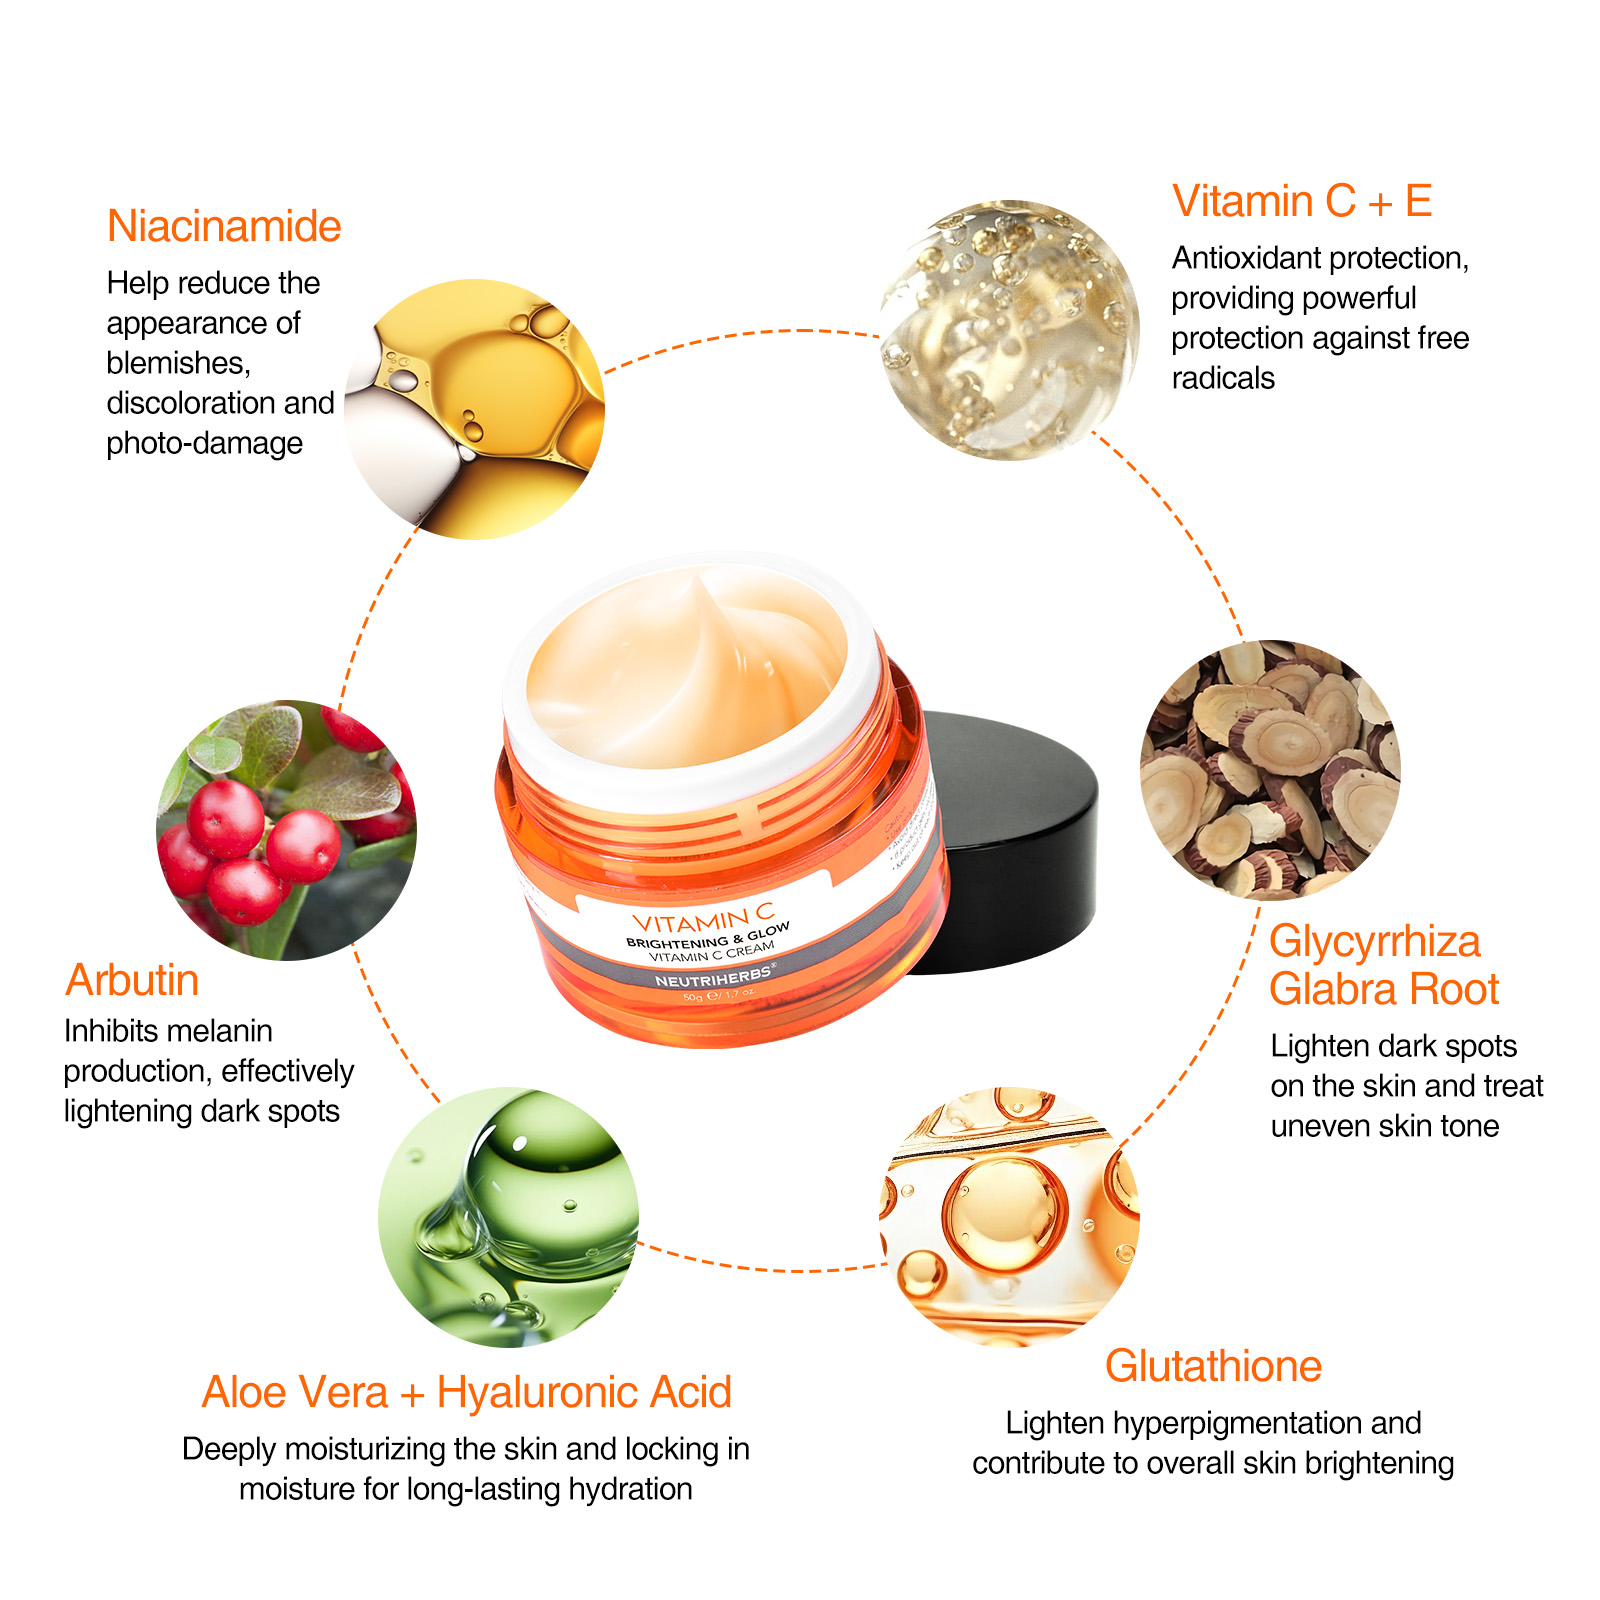 Niacinamide
Help reduce the
appearance of
blemishes,
discoloration and
photo-damage
Vitamin C + E
Antioxidant protection,
providing powerful
protection against free
radicals
VITAMIN C
BRIGHTENING & GLOW
VITAMIN C CREAM
NEUTRIHERBS®
50g ℮/ 1.7 oz.
Arbutin
Inhibits melanin
production, effectively
lightening dark spots
Glycyrrhiza
Glabra Root
Lighten dark spots
on the skin and treat
uneven skin tone
Aloe Vera + Hyaluronic Acid
Deeply moisturizing the skin and locking in
moisture for long-lasting hydration
Glutathione
Lighten hyperpigmentation and
contribute to overall skin brightening